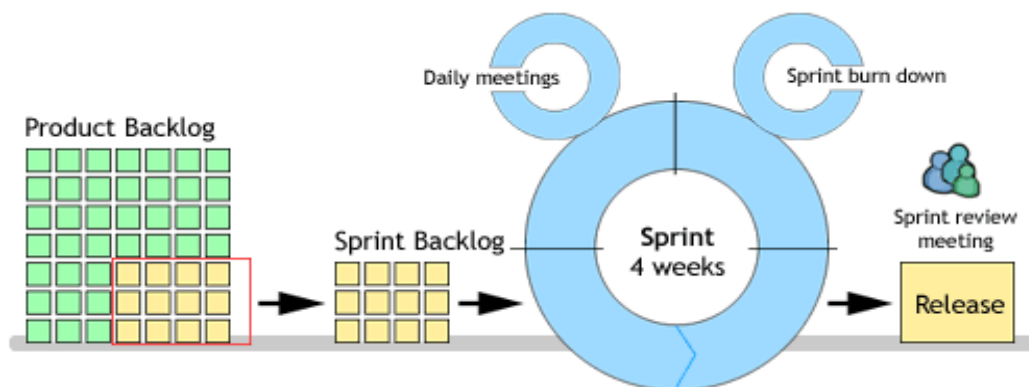 Daily meetings
Sprint burn down
Product Backlog
Sprint Backlog
Sprint
4 weeks
Sprint review
meeting
Release